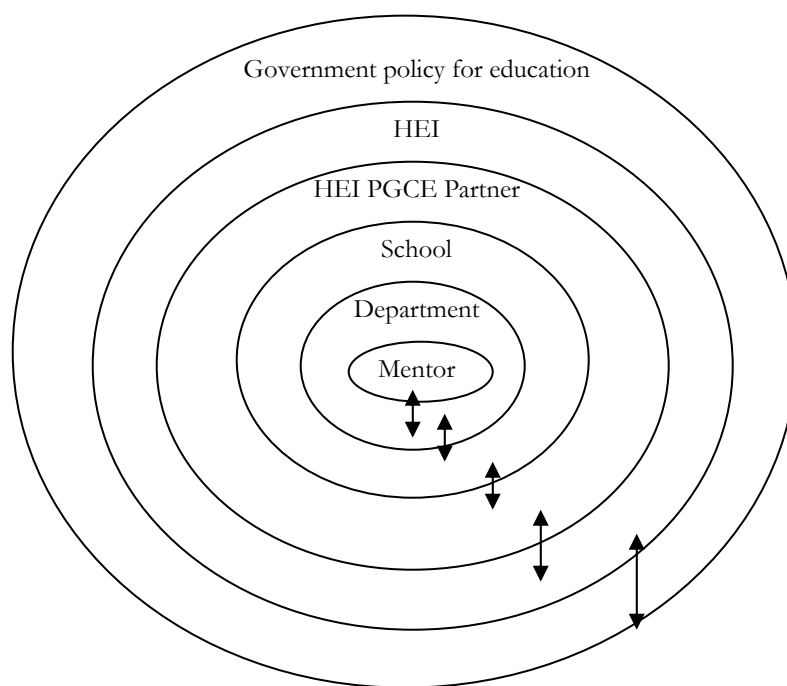 Government policy for education
HEI
HEI PGCE Partner
School
Department
Mentor